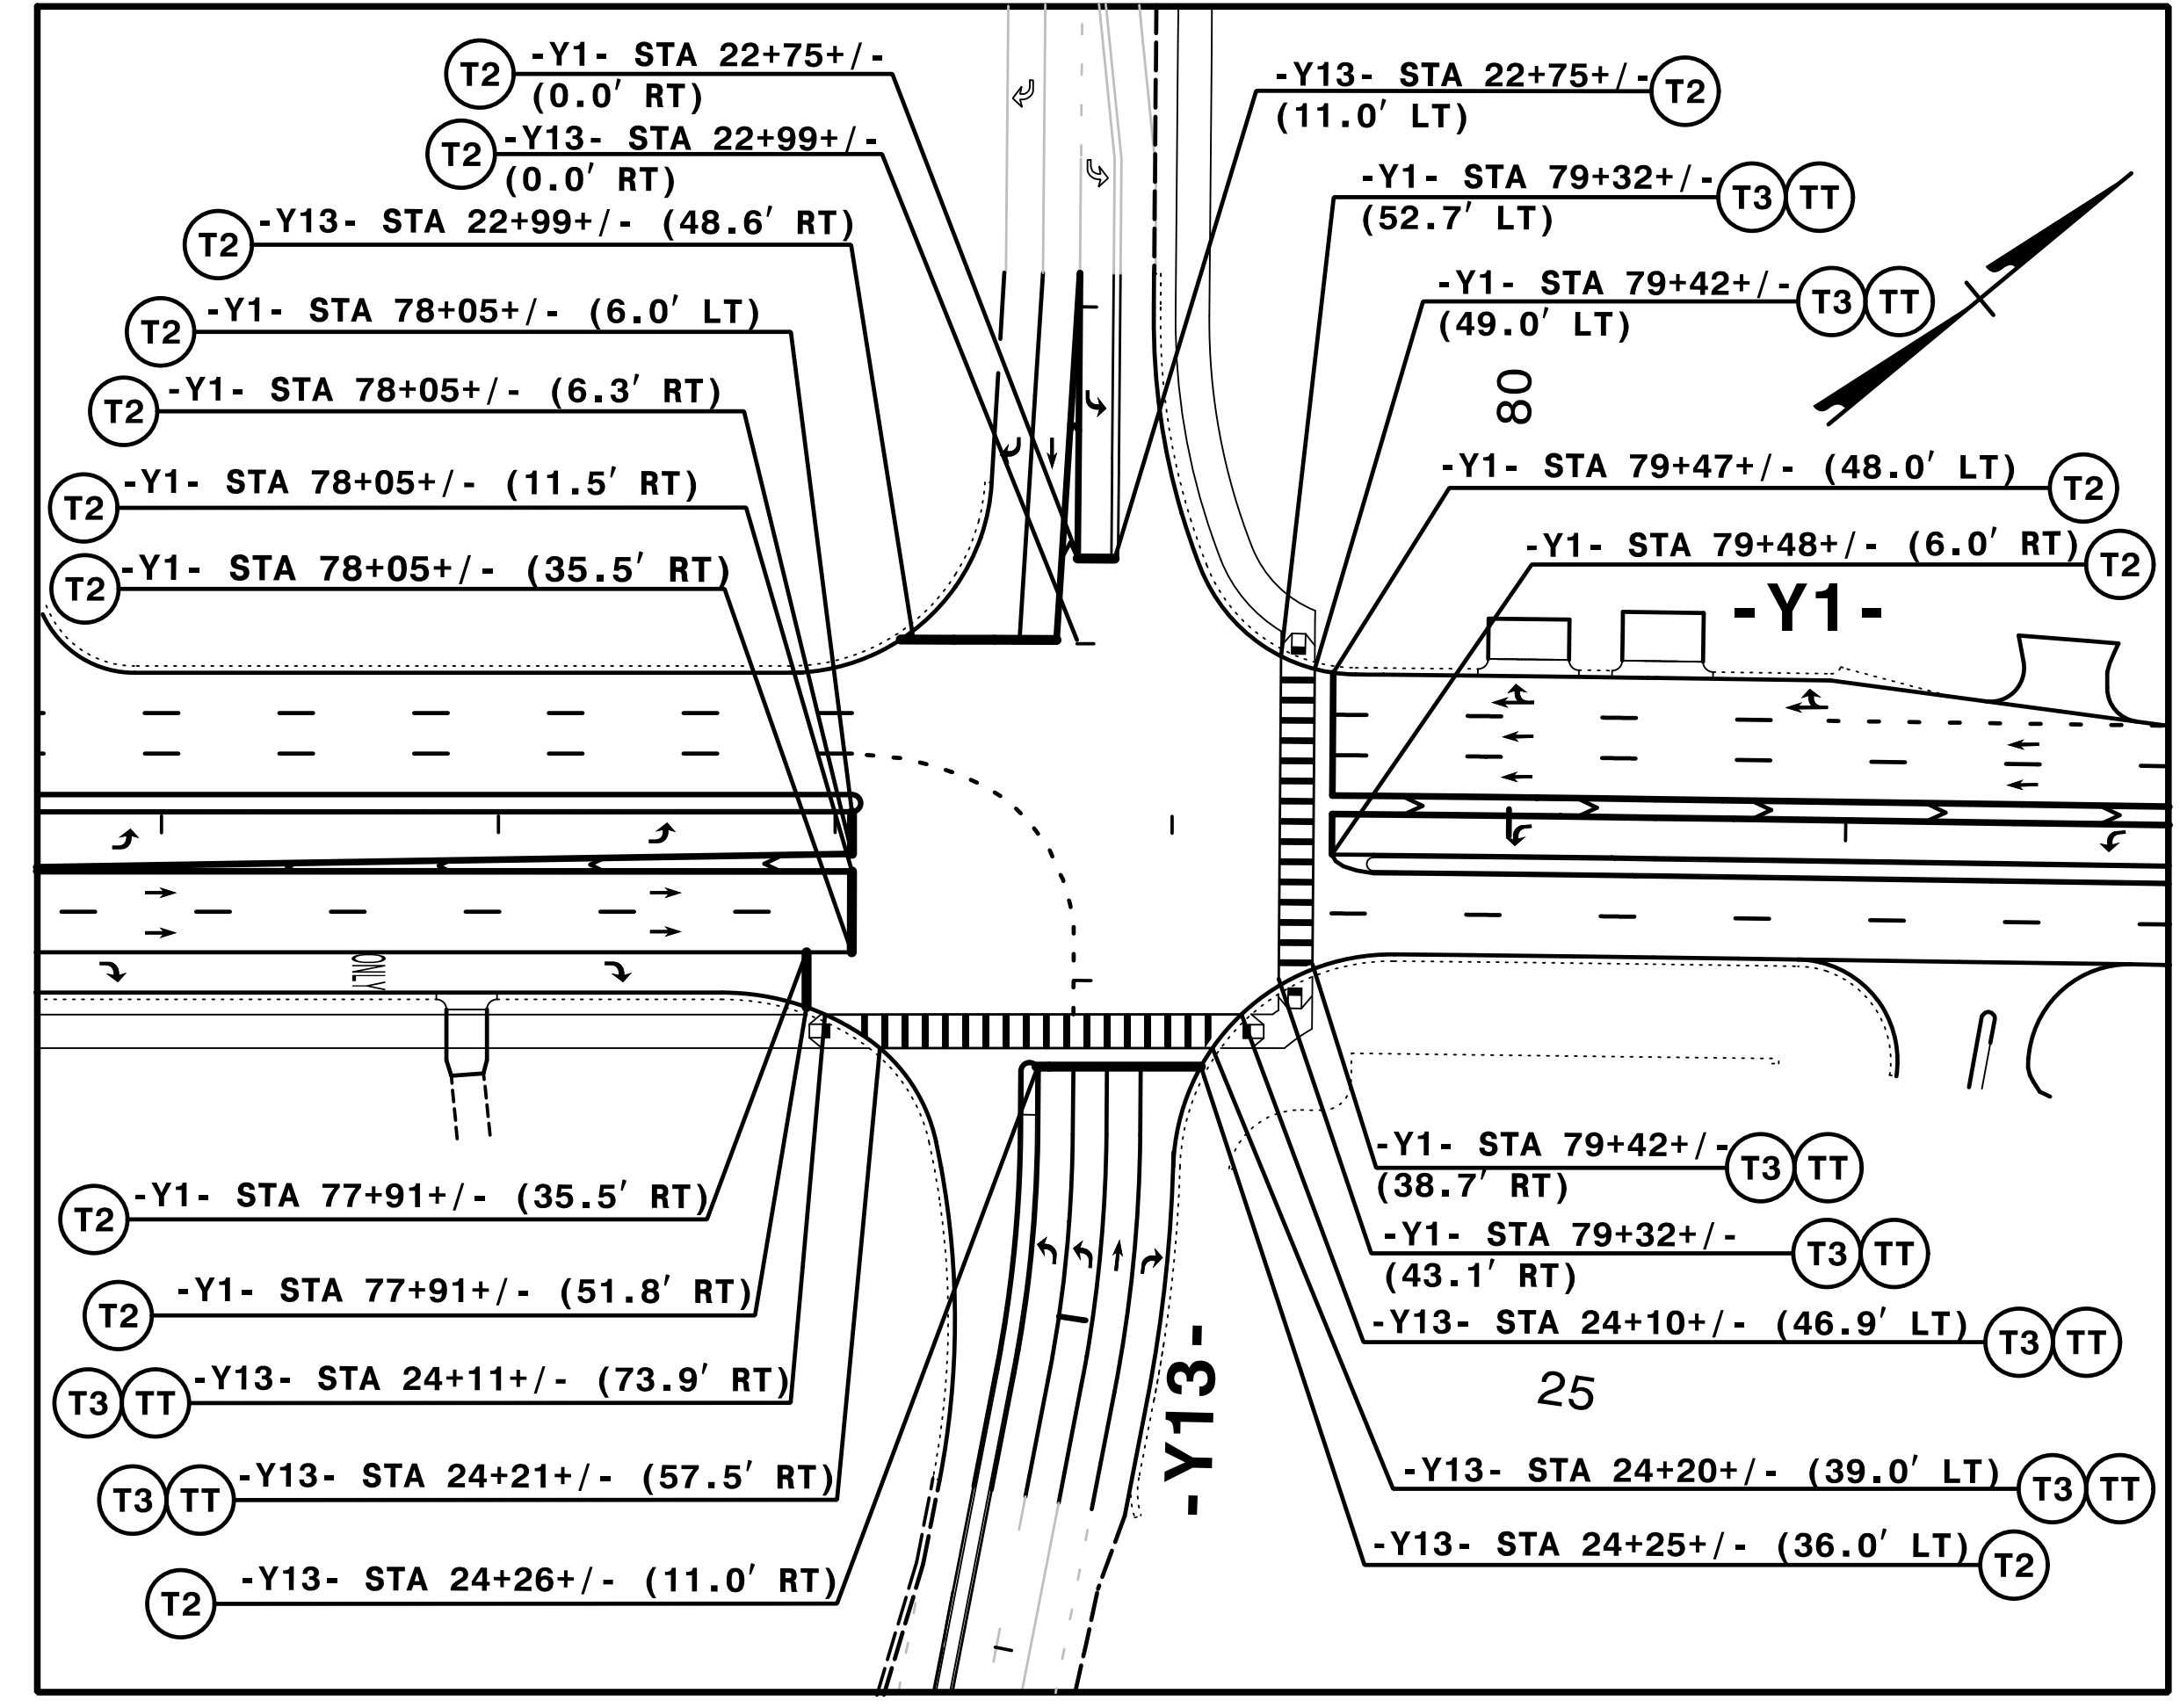 T2 -Y1- STA 22+75+/-
(0.0′ RT)
T2 -Y13- STA 22+99+/-
(0.0′ RT)
T2 -Y13- STA 22+99+/- (48.6′ RT)
T2 -Y1- STA 78+05+/- (6.0′ LT)
T2 -Y1- STA 78+05+/- (6.3′ RT)
T2 -Y1- STA 78+05+/- (11.5′ RT)
T2 -Y1- STA 78+05+/- (35.5′ RT)
-Y13- STA 22+75+/- T2
(11.0′ LT)
-Y1- STA 79+32+/- T3 TT
(52.7′ LT)
-Y1- STA 79+42+/- T3 TT
(49.0′ LT)
80
-Y1- STA 79+47+/- (48.0′ LT) T2
-Y1- STA 79+48+/- (6.0′ RT) T2
-Y1-
ONLY
T2 -Y1- STA 77+91+/- (35.5′ RT)
T2 -Y1- STA 77+91+/- (51.8′ RT)
T3 TT -Y13- STA 24+11+/- (73.9′ RT)
T3 TT -Y13- STA 24+21+/- (57.5′ RT)
T2 -Y13- STA 24+26+/- (11.0′ RT)
-Y13-
-Y1- STA 79+42+/- T3 TT
(38.7′ RT)
-Y1- STA 79+32+/- T3 TT
(43.1′ RT)
-Y13- STA 24+10+/- (46.9′ LT) T3 TT
25
-Y13- STA 24+20+/- (39.0′ LT) T3 TT
-Y13- STA 24+25+/- (36.0′ LT) T2